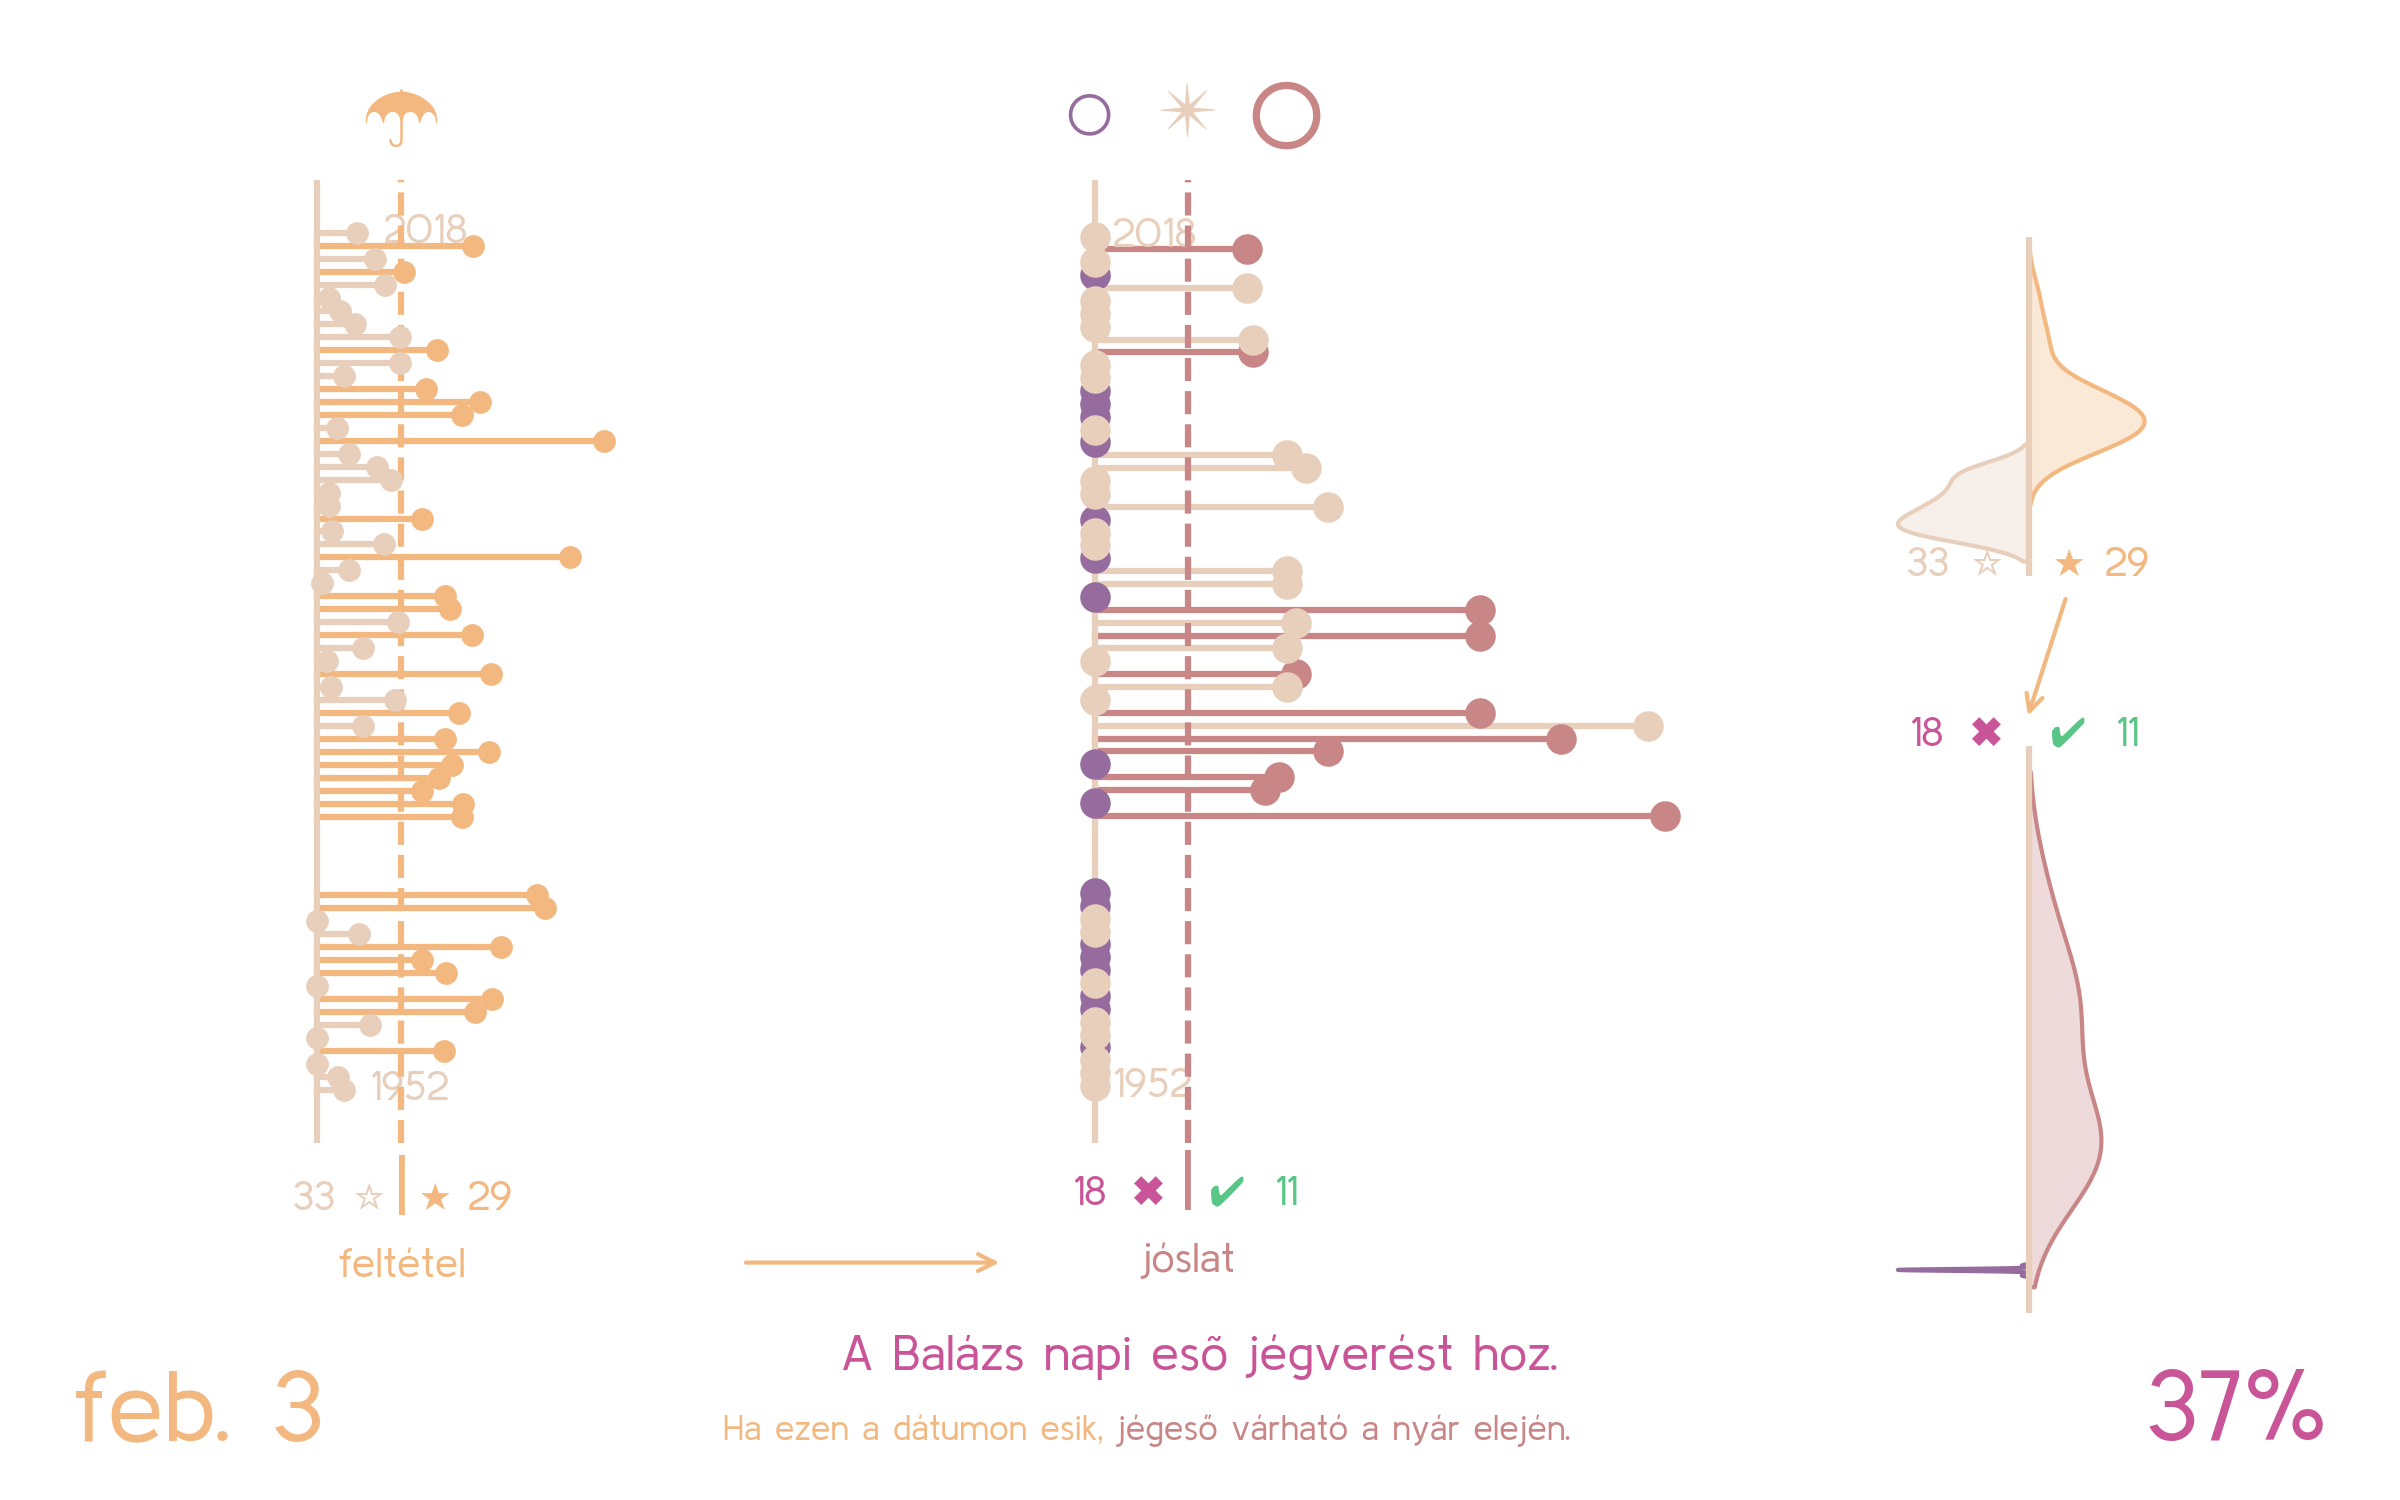 2018
2018
33 ☆ ★ 29
18 ✖ ✔ 11
1952
1952
33 ☆ ★ 29
18 ✖ ✔ 11
feltétel
jóslat
A Balázs napi esõ jégverést hoz.
feb. 3
Ha ezen a dátumon esik, jégeső várható a nyár elején.
37%